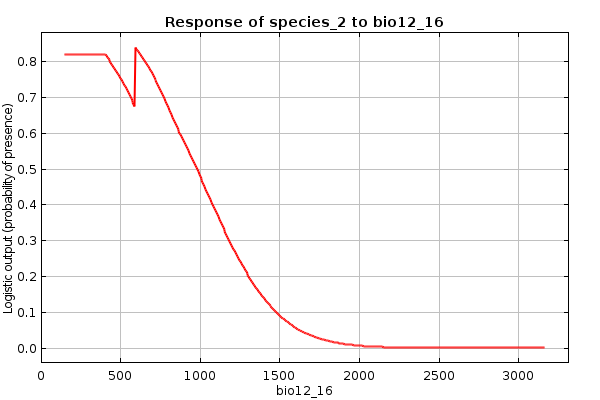 Response of species_2 to bio12_16
Logistic output (probability of presence)
0.8
0.7
0.6
0.5
0.4
0.3
0.2
0.1
0.0
0 500 1000 1500 2000 2500 3000
bio12_16